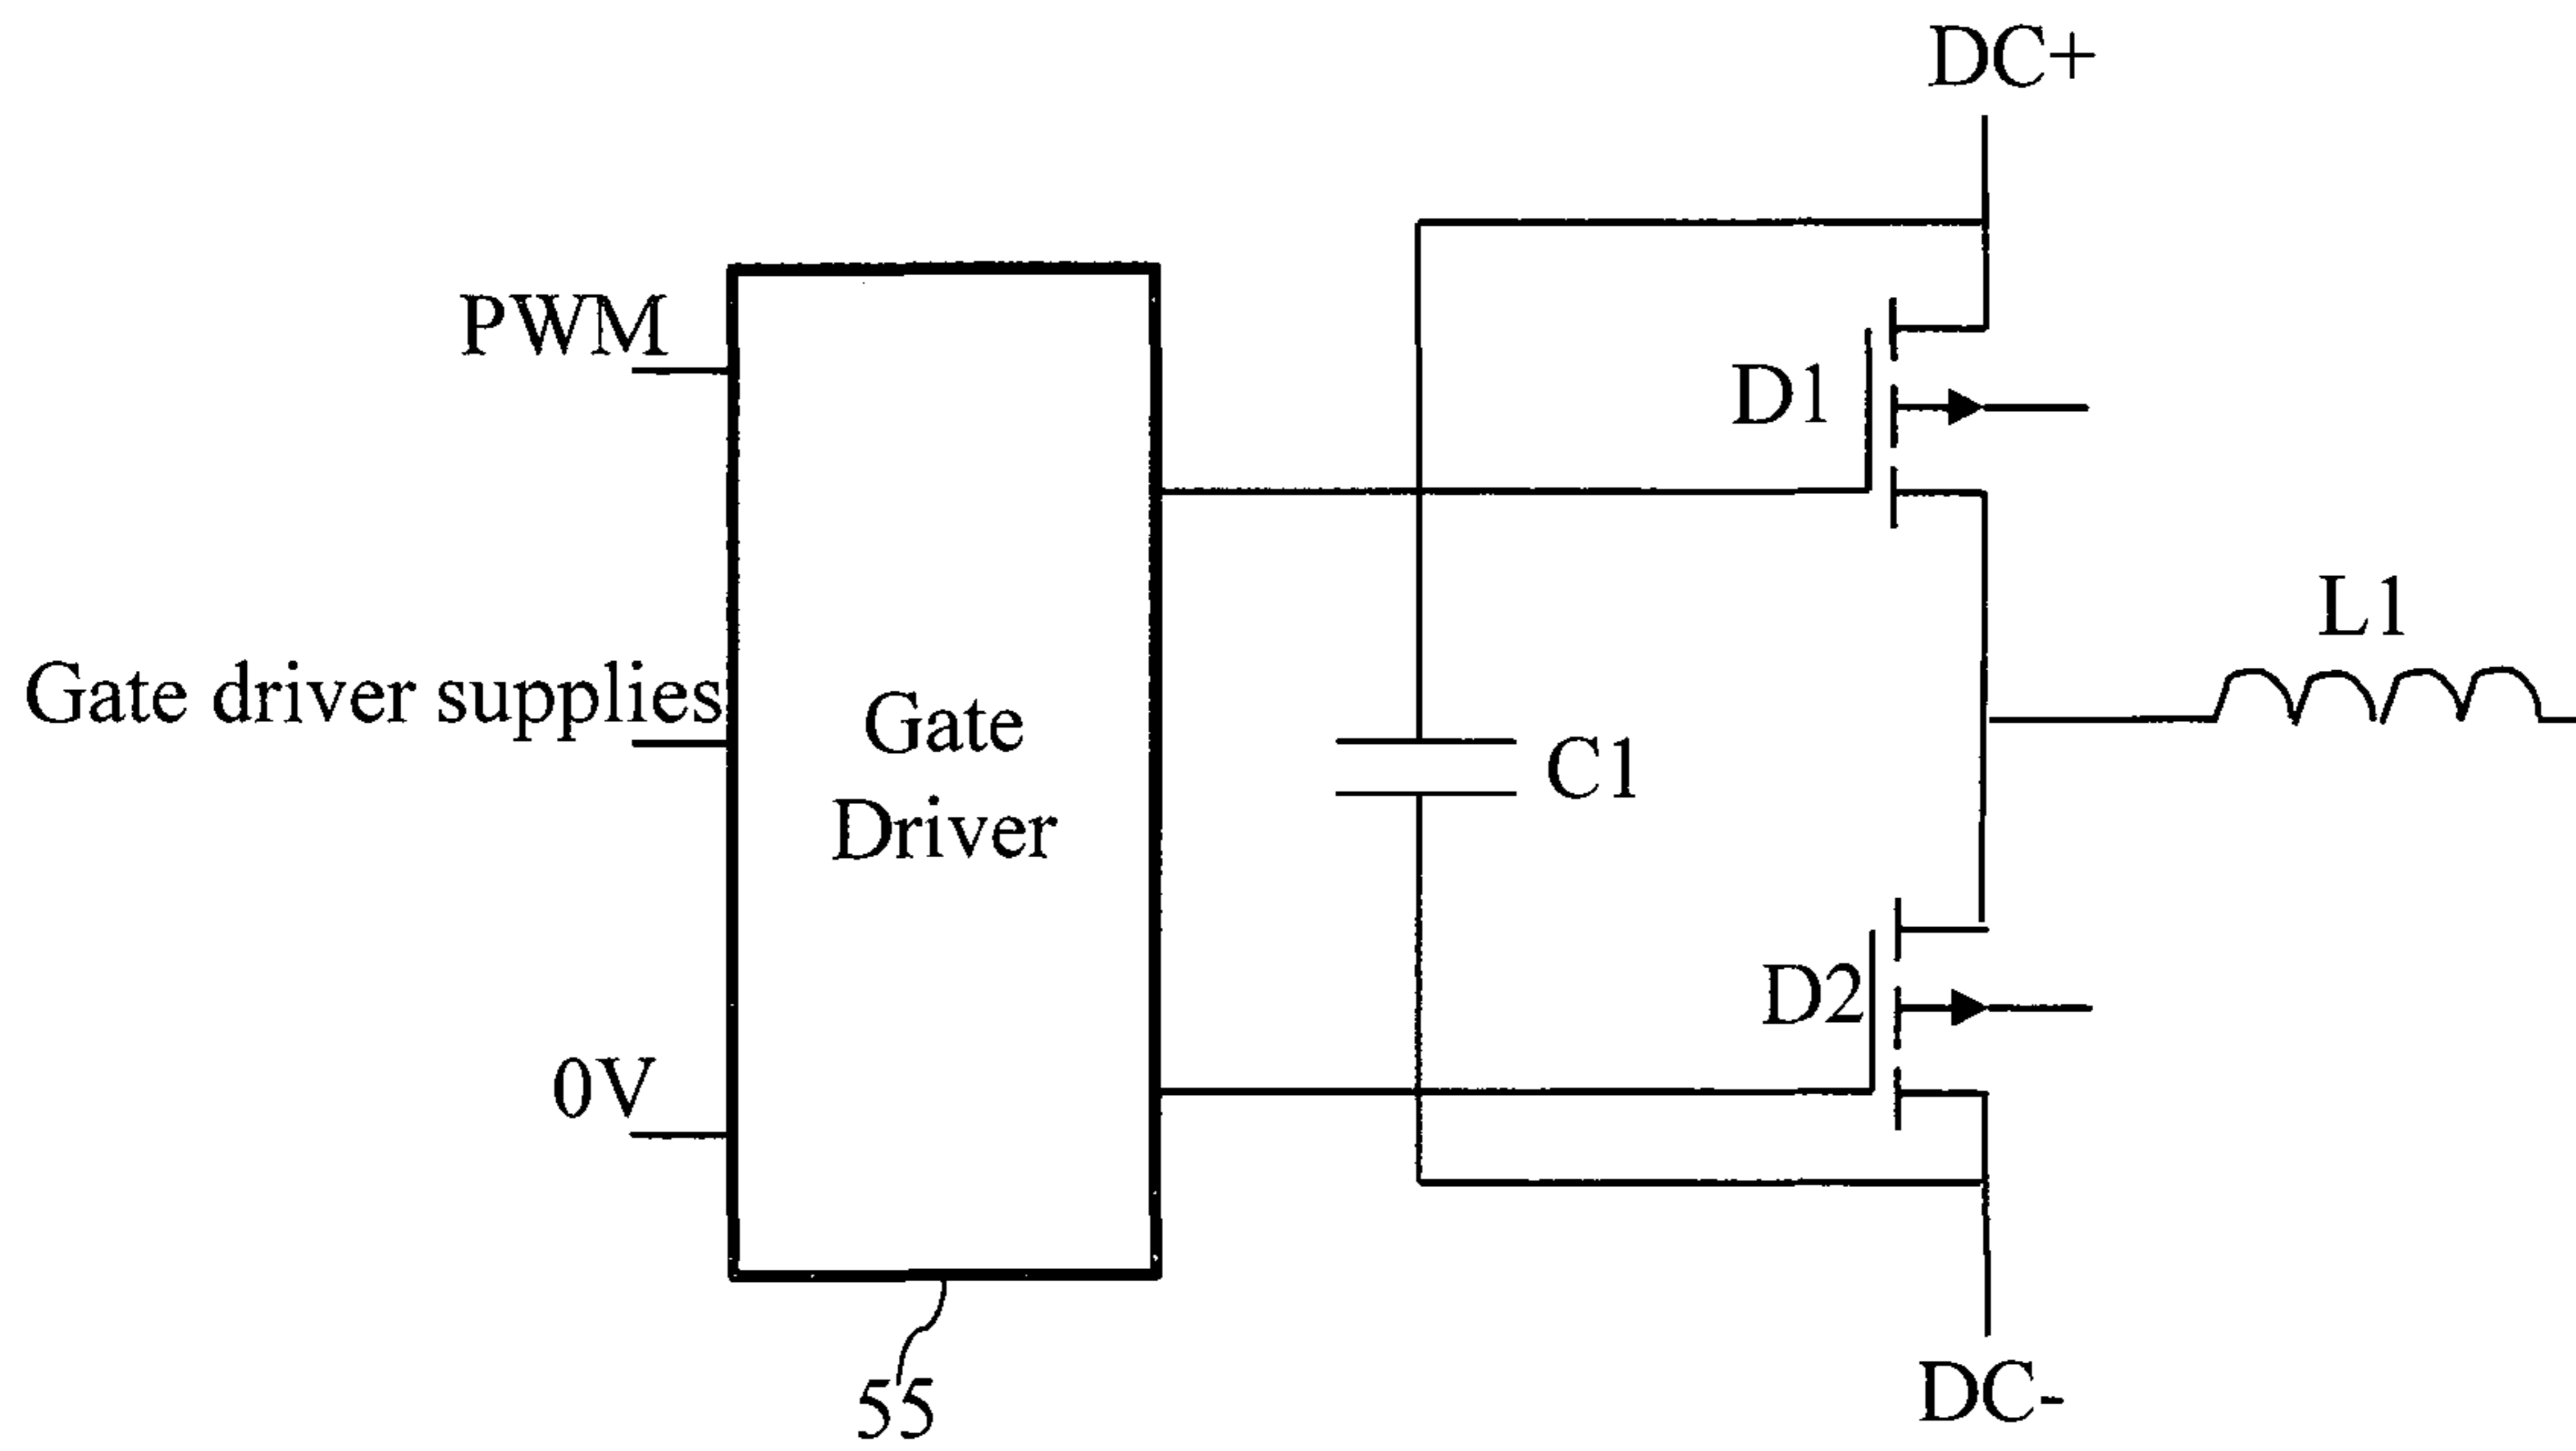 DC+
PWM
D1
L1
Gate driver supplies
Gate
Driver
C1
D2
0V
55
DC-